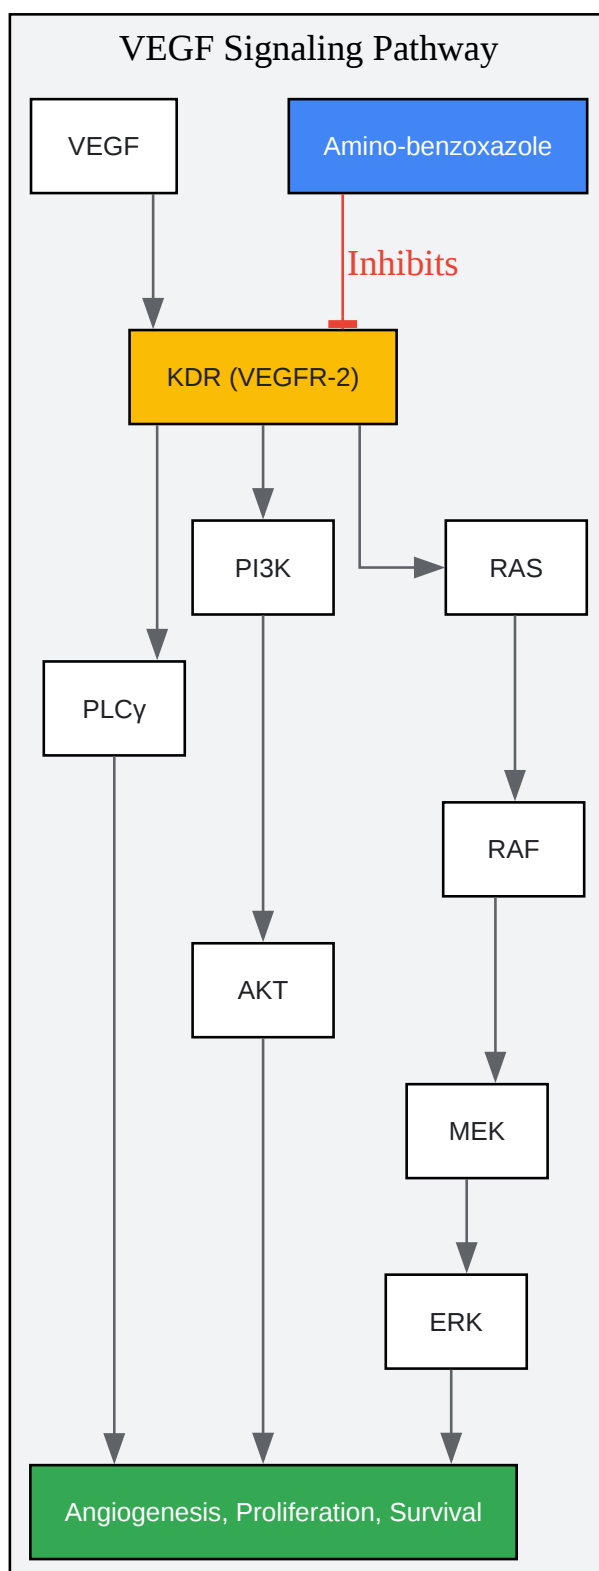 VEGF Signaling Pathway
VEGF
Amino-benzoxazole
Inhibits
KDR (VEGFR-2)
PI3K
RAS
PLCγ
RAF
AKT
MEK
ERK
Angiogenesis, Proliferation, Survival